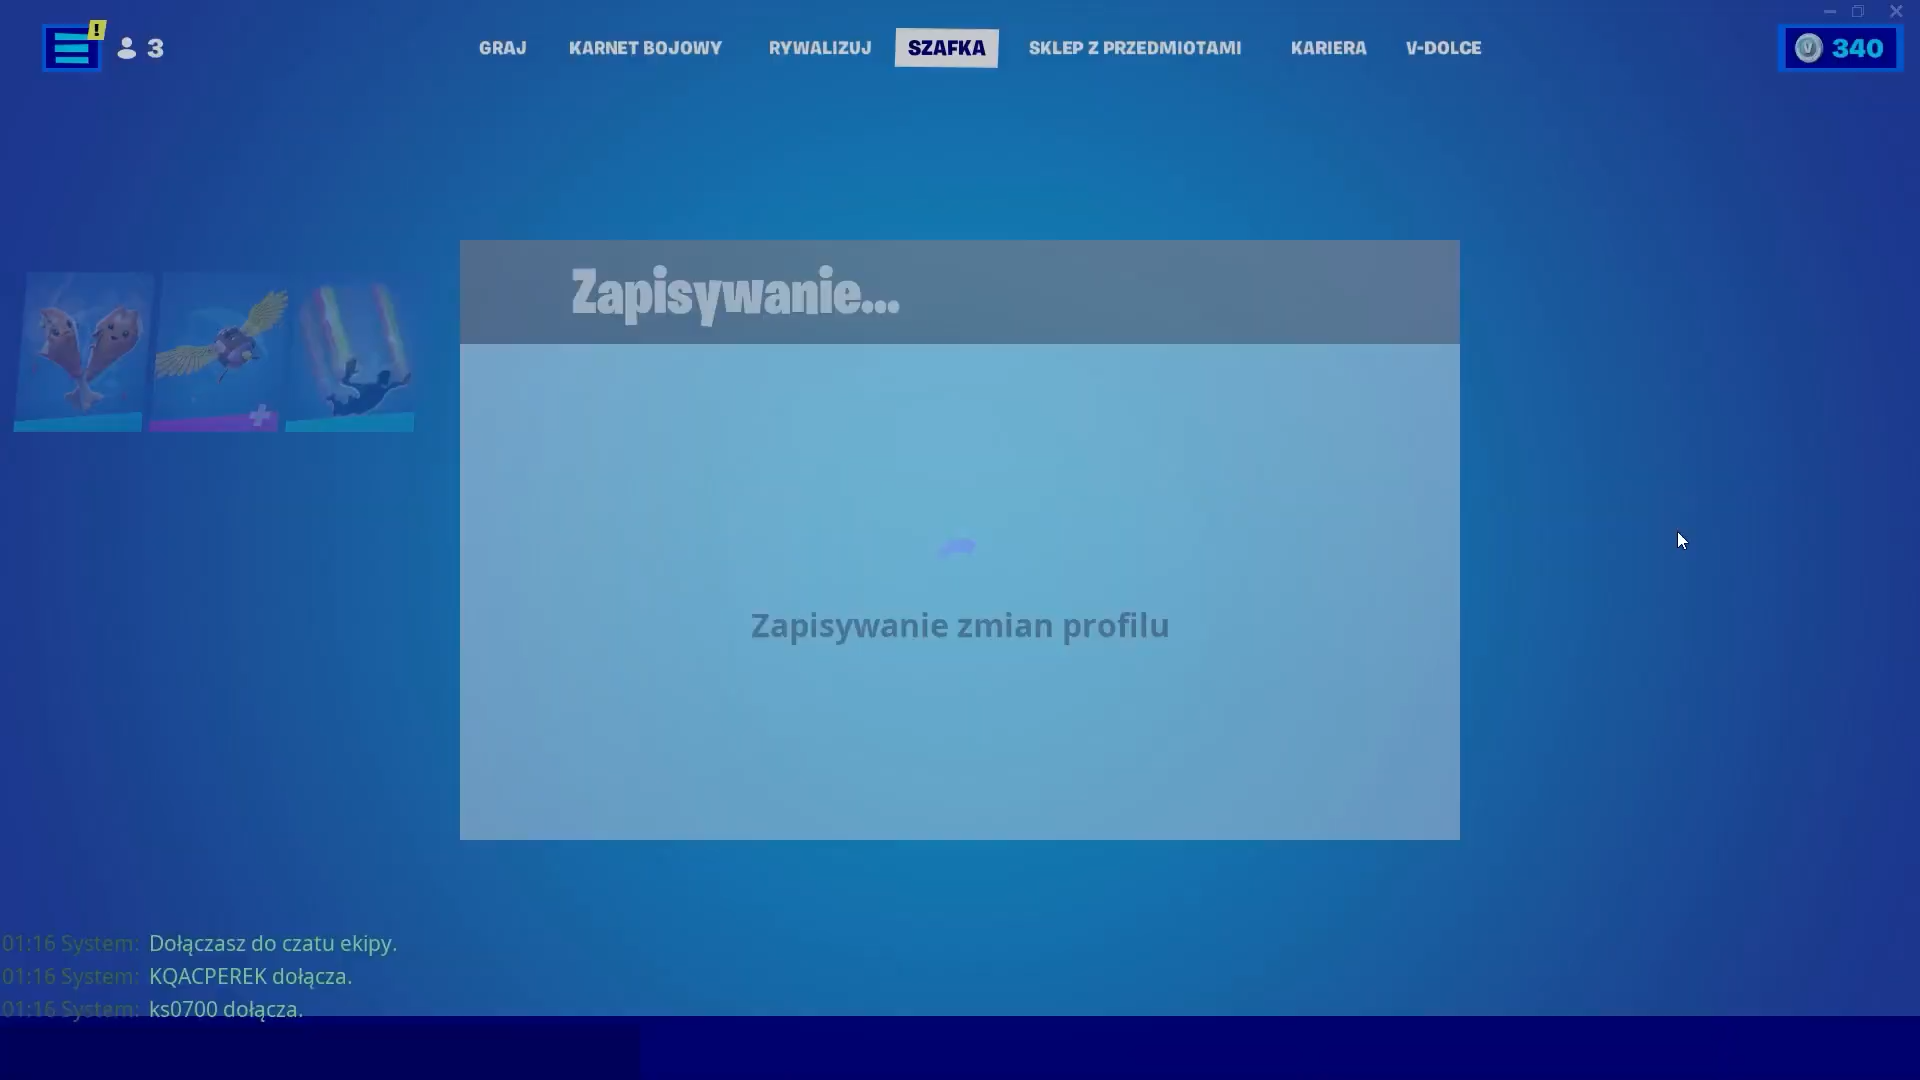 !
3
GRAJ
KARNET BOJOWY
RYWALIZUJ
SZAFKA
SKLEP Z PRZEDMIOTAMI
KARIERA
V-DOLCE
V 340
Zapisywanie...
Zapisywanie zmian profilu
01:16 System: Dołączasz do czatu ekipy.
01:16 System: KQACPEREK dołącza.
01:16 System: ks0700 dołącza.